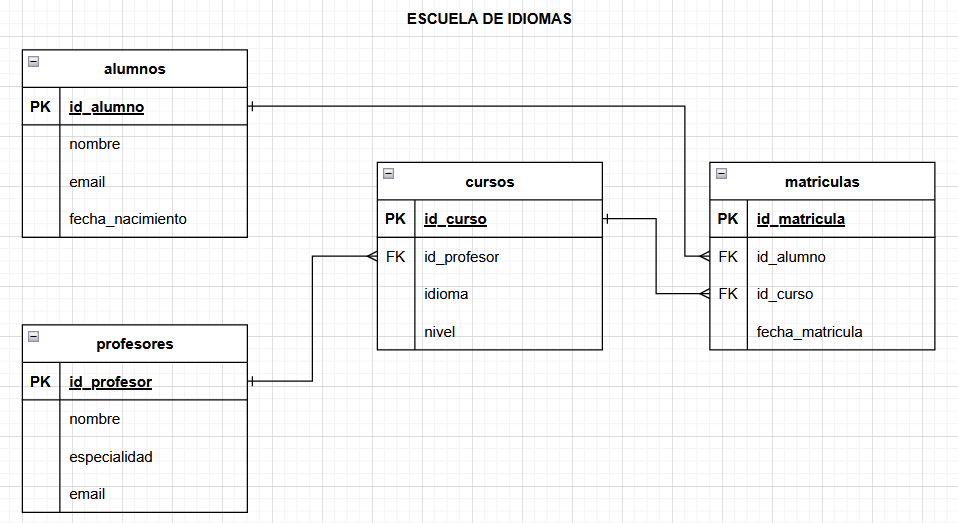 ESCUELA DE IDIOMAS
alumnos
PK id_alumno
nombre
email
fecha_nacimiento
cursos
PK id_curso
FK id_profesor
idioma
nivel
matriculas
PK id_matricula
FK id_alumno
FK id_curso
fecha_matricula
profesores
PK id_profesor
nombre
especialidad
email